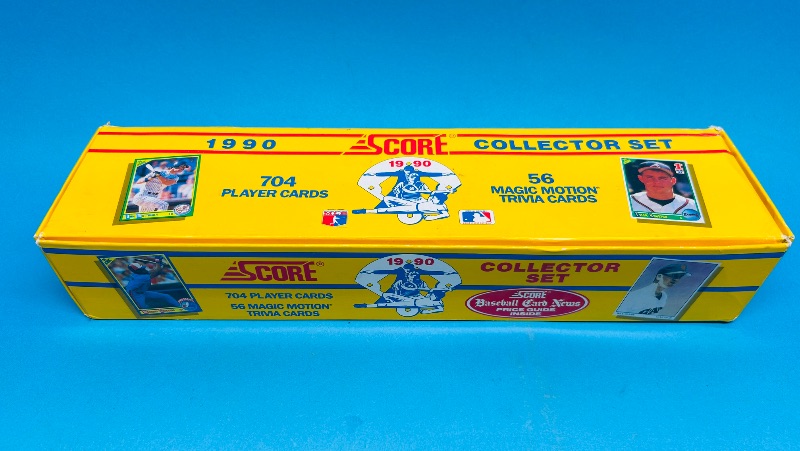 1990
SCORE
COLLECTOR SET
704
PLAYER CARDS
1990
56
MAGIC MOTION
TRIVIA CARDS
SCORE®
1990
COLLECTOR
SET
704 PLAYER CARDS
56 MAGIC MOTION
TRIVIA CARDS
SCORE
Baseball Card News
PRICE GUIDE
INSIDE